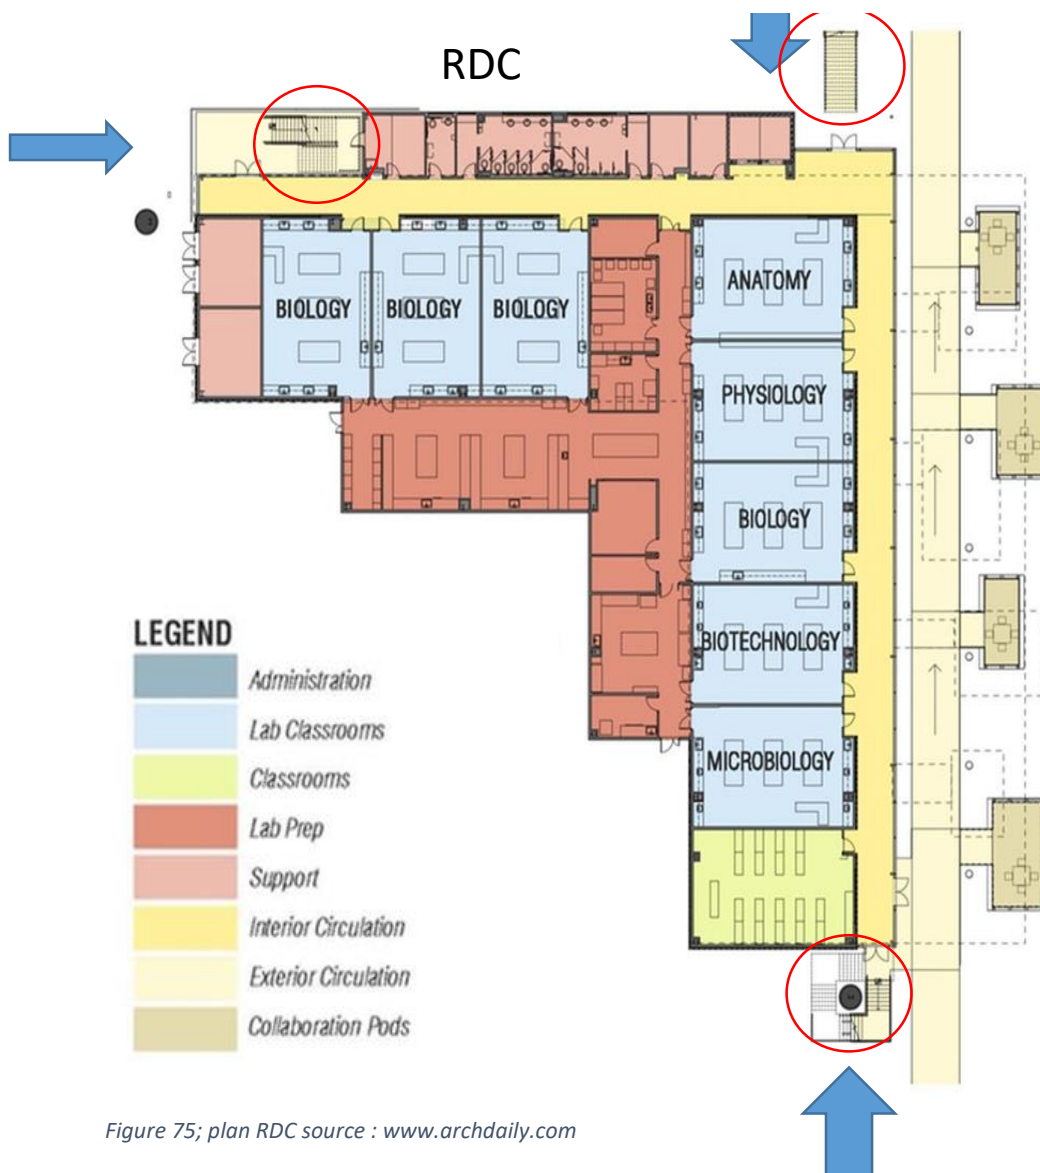 RDC
BIOLOGY
BIOLOGY
BIOLOGY
ANATOMY
PHYSIOLOGY
BIOLOGY
BIOTECHNOLOGY
MICROBIOLOGY
LEGEND
Administration
Lab Classrooms
Classrooms
Lab Prep
Support
Interior Circulation
Exterior Circulation
Collaboration Pods
Figure 75; plan RDC source : www.archdaily.com